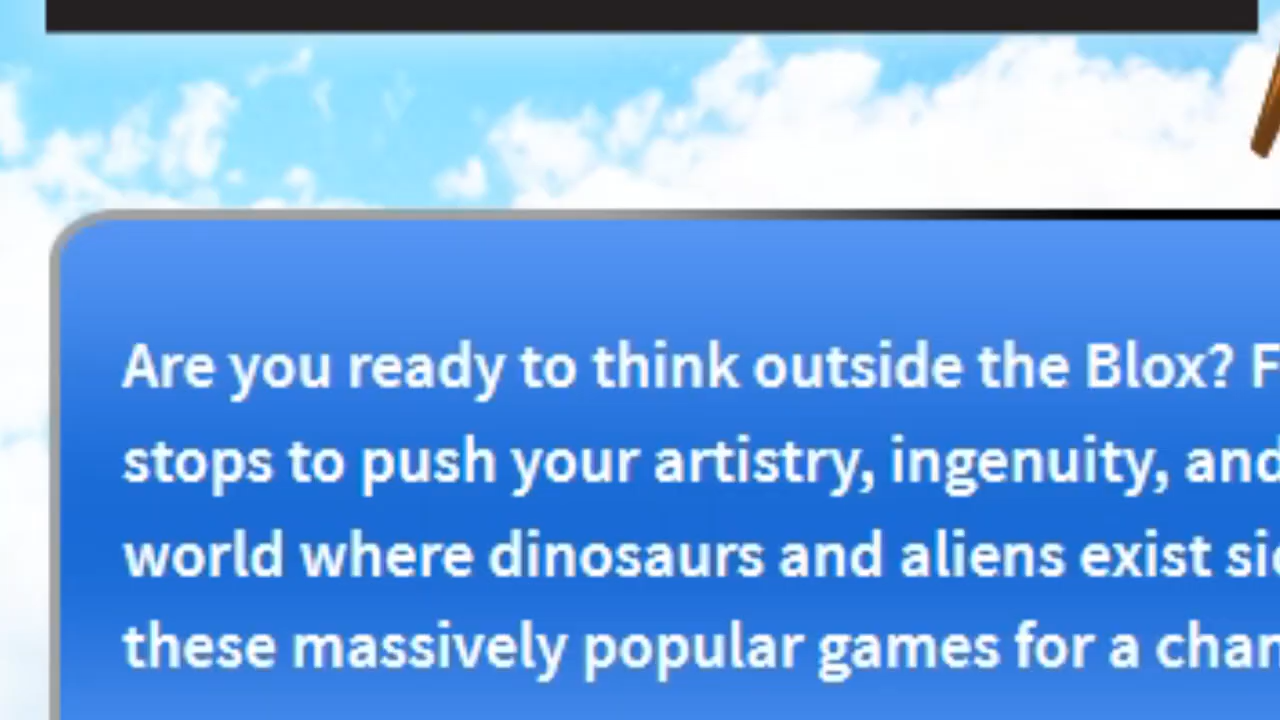 Are you ready to think outside the Blox?
stops to push your artistry, ingenuity, and
world where dinosaurs and aliens exist
these massively popular games for a